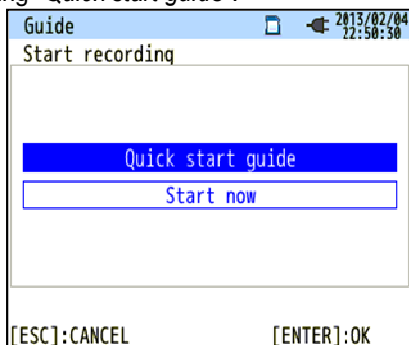 Quick start guide".
Guide
2013/02/04
22:50:30
Start recording
Quick start guide
Start now
[ESC]:CANCEL
[ENTER]:OK